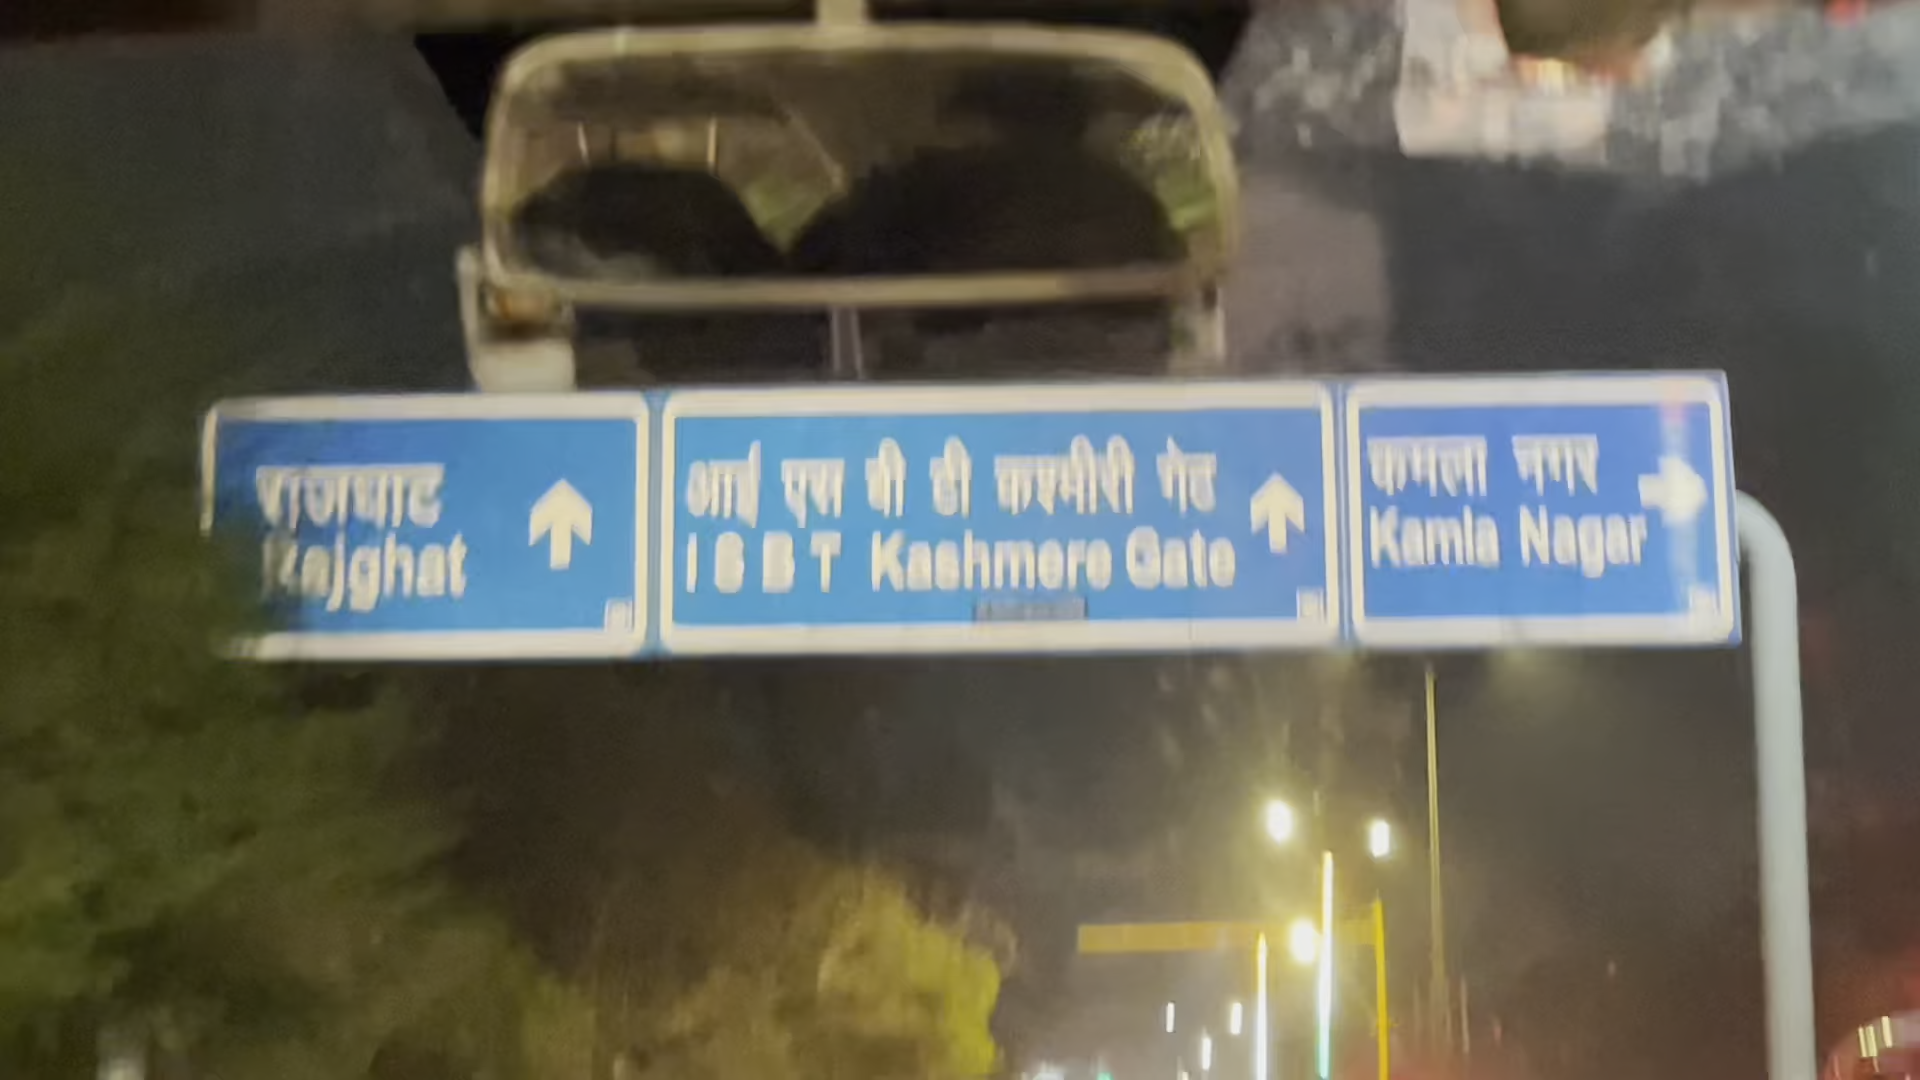 राजघाट
Rajghat
आई एस बी टी कश्मीरी गेट
I S B T Kashmere Gate
कमला नगर
Kamla Nagar